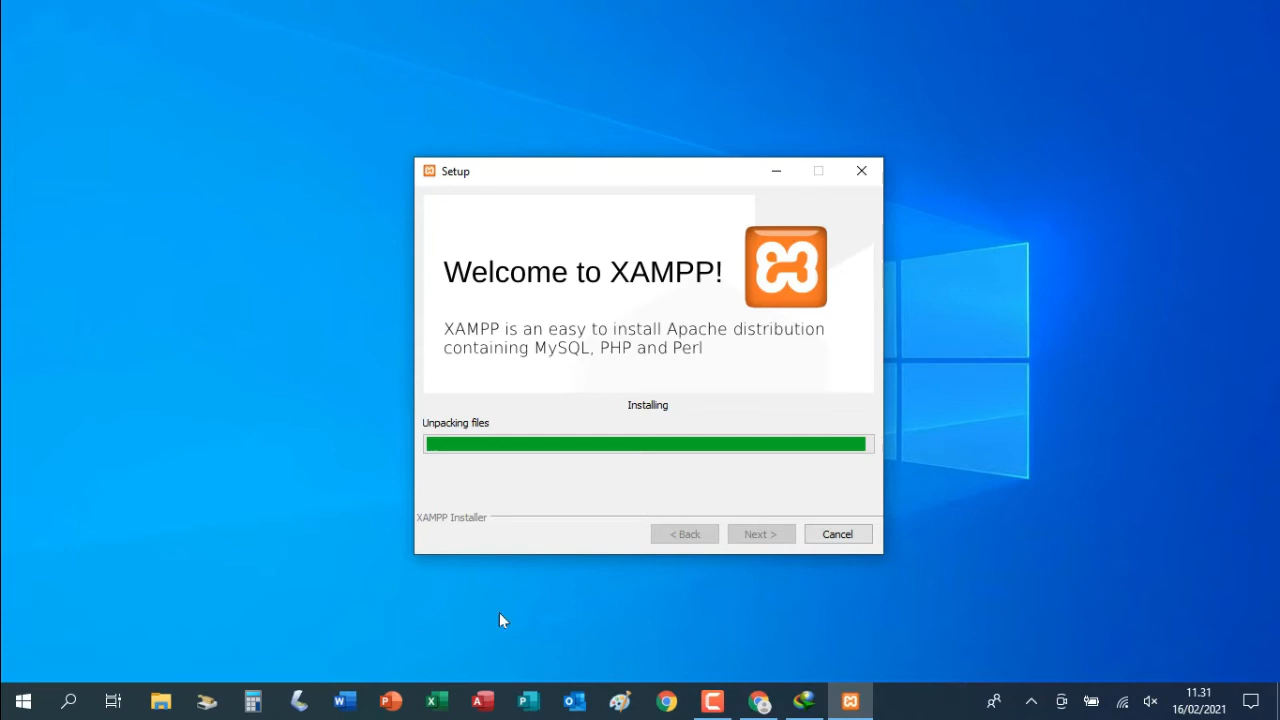 Setup
Welcome to XAMPP!
XAMPP is an easy to install Apache distribution
containing MySQL, PHP and Perl
Installing
Unpacking files
XAMPP Installer
< Back
Next >
Cancel
11.31
16/02/2021